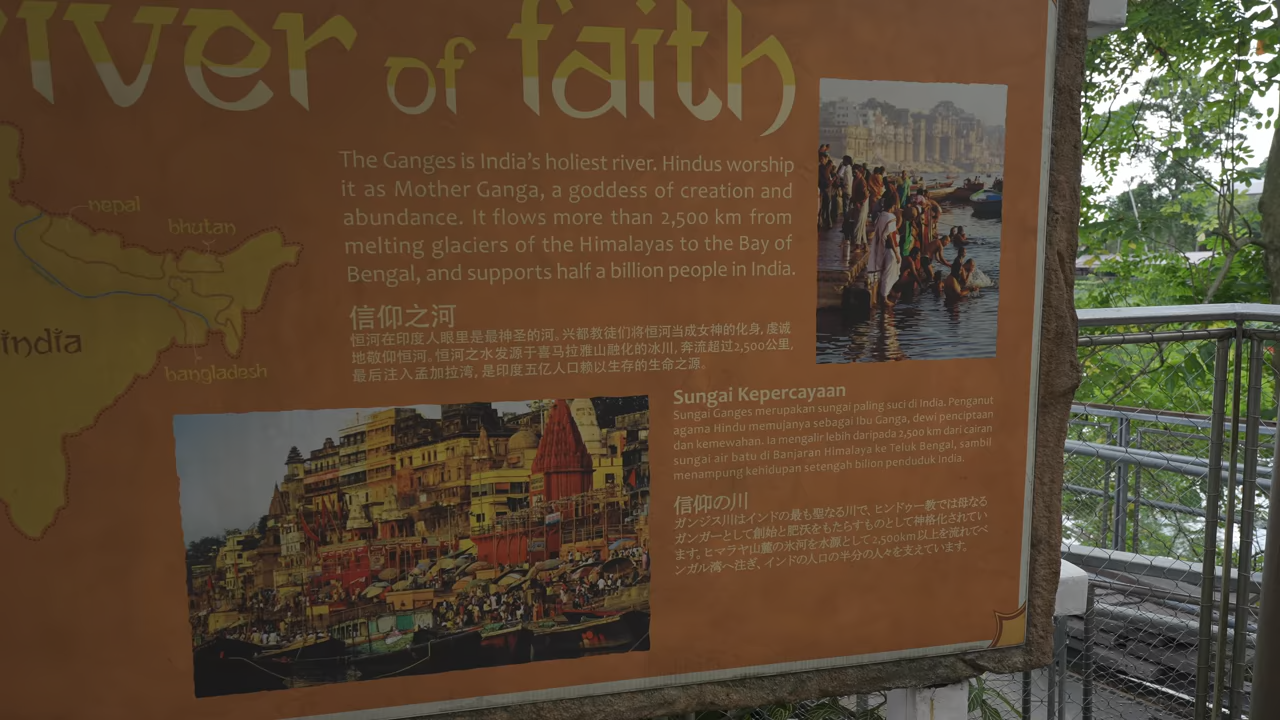 river of faith
The Ganges is India's holiest river. Hindus worship
it as Mother Ganga, a goddess of creation and
abundance. It flows more than 2,500 km from
melting glaciers of the Himalayas to the Bay of
Bengal, and supports half a billion people in India.
nepal
bhutan
india
bangladesh
信仰之河
恒河在印度人眼里是最神圣的河。兴都教徒们将恒河当成女神的化身, 虔诚
地敬仰恒河。恒河之水发源于喜马拉雅山融化的冰川, 奔流超过2,500公里,
最后注入孟加拉湾, 是印度五亿人口赖以生存的生命之源。
Sungai Kepercayaan
Sungai Ganges merupakan sungai paling suci di India. Penganut
agama Hindu memujanya sebagai Ibu Ganga, dewi penciptaan
dan kemewahan. Ia mengalir lebih daripada 2,500 km dari cairan
sungai air batu di Banjaran Himalaya ke Teluk Bengal, sambil
menampung kehidupan setengah bilion penduduk India.
信仰の川
ガンジス川はインドの最も聖なる川で、ヒンドゥー教では母なる
ガンガーとして創始と肥沃をもたらすものとして神格化されてい
ます。ヒマラヤ山麓の氷河を水源として2,500km以上を流れてベ
ンガル湾へ注ぎ、インドの人口の半分の人々を支えています。